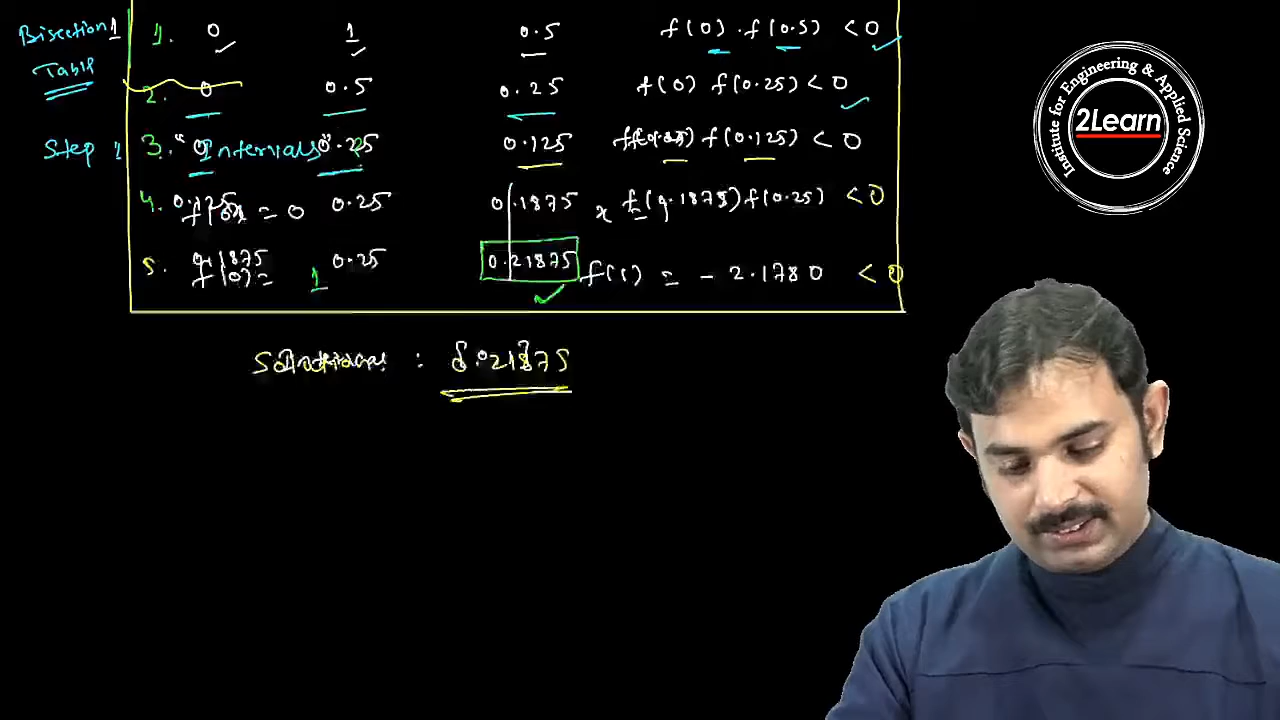 Bisection 1. 0 1 0.5 f(0) . f(0.5) < 0
Table
2. 0 0.5 0.25 f(0) f(0.25) < 0
Step 1 3. 0 "Intervals" 0.25 0.125 f(0.125) < 0
4. 0.125 0.25 0.1875 x f(0.1875) f(0.25) < 0
= 0
5. 0.1875 0.25 0.21875
f(0) = 1 f(1) = - 2.1780 < 0
: 0.21875
2Learn
Institute for Engineering & Applied Science